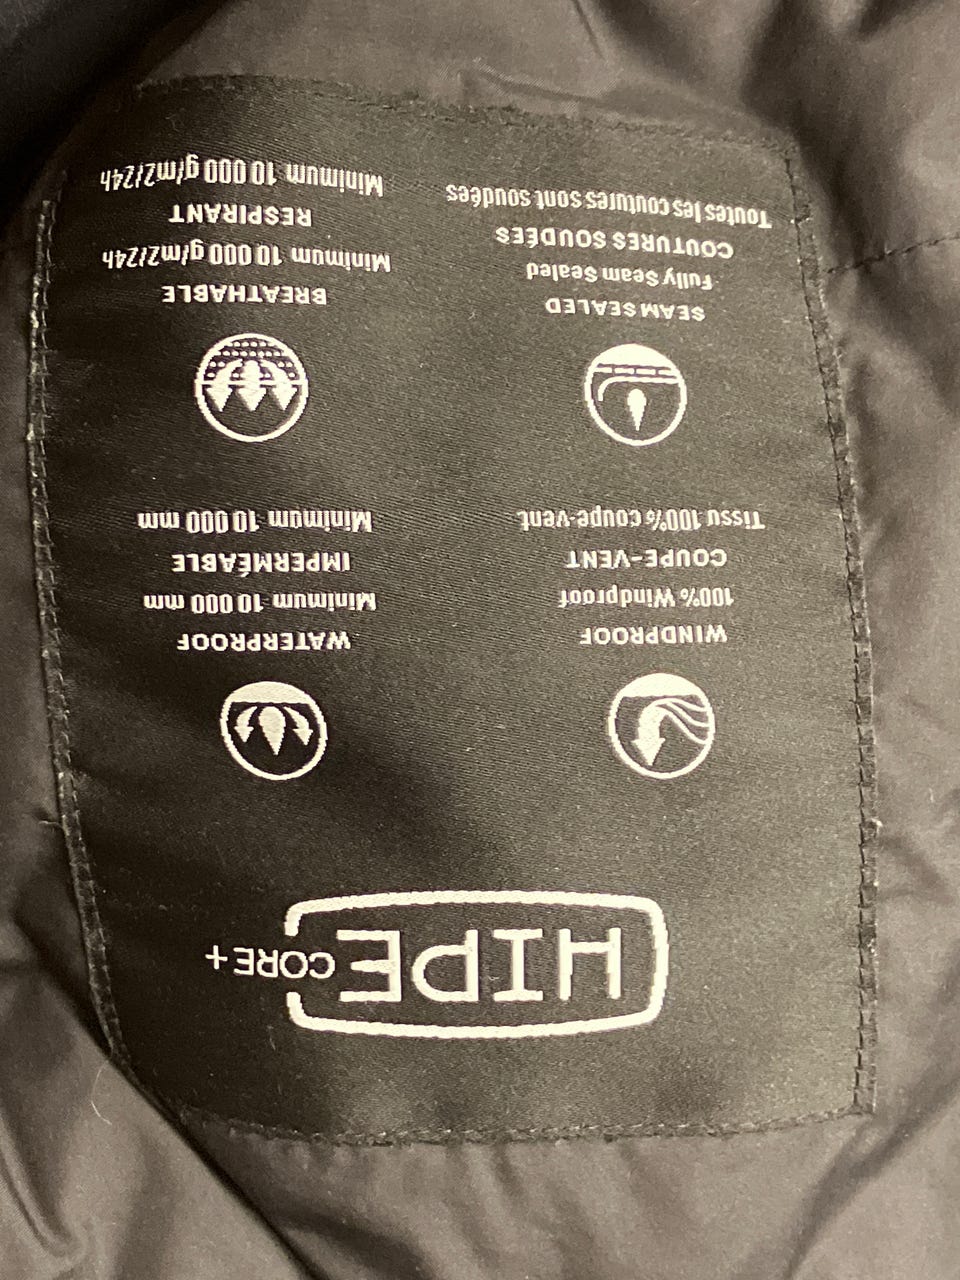 HIPE CORE+
WINDPROOF
100% Windproof
COUPE-VENT
Tissu 100% coupe-vent
WATERPROOF
Minimum 10 000 mm
IMPERMÉABLE
Minimum 10 000 mm
SEAM SEALED
Fully Seam Sealed
COUTURES SOUDÉES
Toutes les coutures sont soudées
BREATHABLE
Minimum 10 000 g/m2/24h
RESPIRANT
Minimum 10 000 g/m2/24h